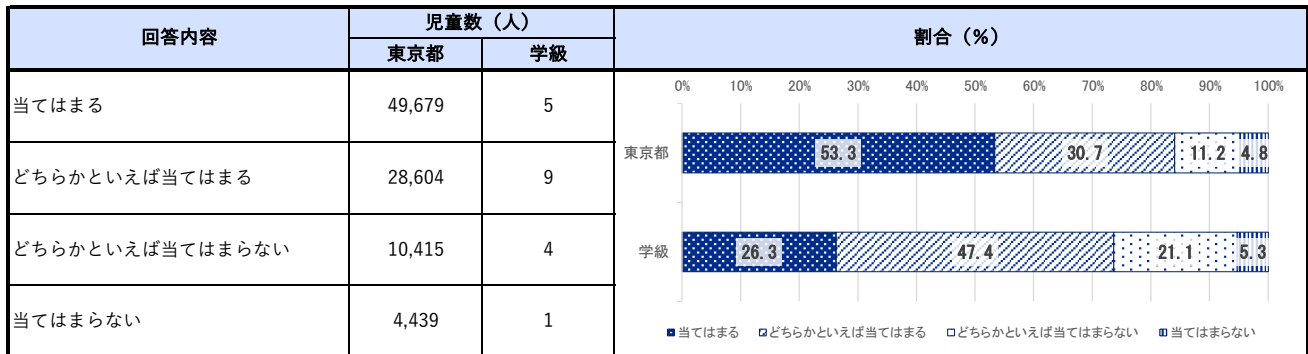 回答内容 児童数（人） 割合（%）
東京都 学級
当てはまる 49,679 5
どちらかといえば当てはまる 28,604 9
どちらかといえば当てはまらない 10,415 4
当てはまらない 4,439 1
0% 10% 20% 30% 40% 50% 60% 70% 80% 90% 100%
東京都 53.3 30.7 11.2 4.8
学級 26.3 47.4 21.1 5.3
当てはまる どちらかといえば当てはまる どちらかといえば当てはまらない 当てはまらない